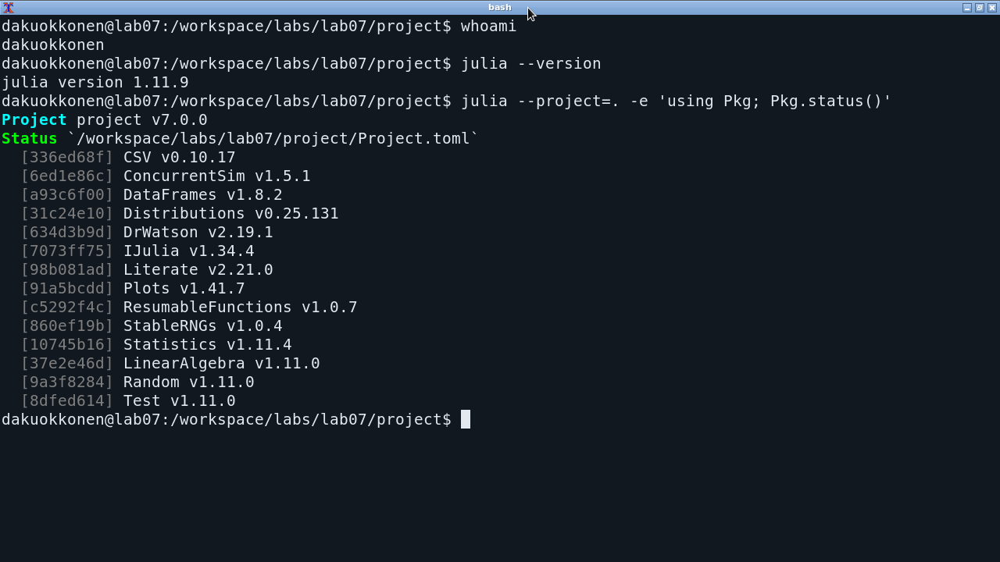 bash
dakuokkonen@lab07:/workspace/labs/lab07/project$ whoami
dakuokkonen
dakuokkonen@lab07:/workspace/labs/lab07/project$ julia --version
julia version 1.11.9
dakuokkonen@lab07:/workspace/labs/lab07/project$ julia --project=. -e 'using Pkg; Pkg.status()'
Project project v7.0.0
Status `/workspace/labs/lab07/project/Project.toml`
  [336ed68f] CSV v0.10.17
  [6ed1e86c] ConcurrentSim v1.5.1
  [a93c6f00] DataFrames v1.8.2
  [31c24e10] Distributions v0.25.131
  [634d3b9d] DrWatson v2.19.1
  [7073ff75] IJulia v1.34.4
  [98b081ad] Literate v2.21.0
  [91a5bcdd] Plots v1.41.7
  [c5292f4c] ResumableFunctions v1.0.7
  [860ef19b] StableRNGs v1.0.4
  [10745b16] Statistics v1.11.4
  [37e2e46d] LinearAlgebra v1.11.0
  [9a3f8284] Random v1.11.0
  [8dfed614] Test v1.11.0
dakuokkonen@lab07:/workspace/labs/lab07/project$